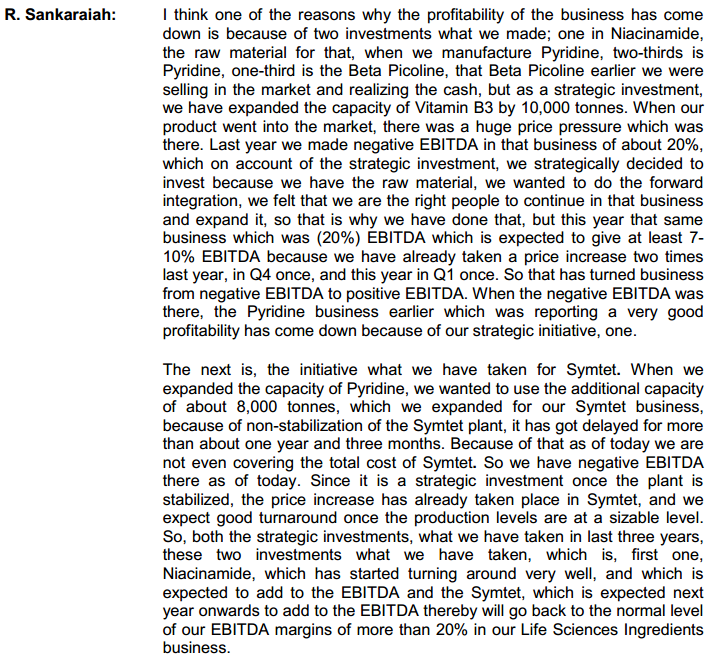 R. Sankaraiah: I think one of the reasons why the profitability of the business has come
down is because of two investments what we made; one in Niacinamide,
the raw material for that, when we manufacture Pyridine, two-thirds is
Pyridine, one-third is the Beta Picoline, that Beta Picoline earlier we were
selling in the market and realizing the cash, but as a strategic investment,
we have expanded the capacity of Vitamin B3 by 10,000 tonnes. When our
product went into the market, there was a huge price pressure which was
there. Last year we made negative EBITDA in that business of about 20%,
which on account of the strategic investment, we strategically decided to
invest because we have the raw material, we wanted to do the forward
integration, we felt that we are the right people to continue in that business
and expand it, so that is why we have done that, but this year that same
business which was (20%) EBITDA which is expected to give at least 7-
10% EBITDA because we have already taken a price increase two times
last year, in Q4 once, and this year in Q1 once. So that has turned business
from negative EBITDA to positive EBITDA. When the negative EBITDA was
there, the Pyridine business earlier which was reporting a very good
profitability has come down because of our strategic initiative, one.
The next is, the initiative what we have taken for Symtet. When we
expanded the capacity of Pyridine, we wanted to use the additional capacity
of about 8,000 tonnes, which we expanded for our Symtet business,
because of non-stabilization of the Symtet plant, it has got delayed for more
than about one year and three months. Because of that as of today we are
not even covering the total cost of Symtet. So we have negative EBITDA
there as of today. Since it is a strategic investment once the plant is
stabilized, the price increase has already taken place in Symtet, and we
expect good turnaround once the production levels are at a sizable level.
So, both the strategic investments, what we have taken in last three years,
these two investments what we have taken, which is, first one,
Niacinamide, which has started turning around very well, and which is
expected to add to the EBITDA and the Symtet, which is expected next
year onwards to add to the EBITDA thereby will go back to the normal level
of our EBITDA margins of more than 20% in our Life Sciences Ingredients
business.